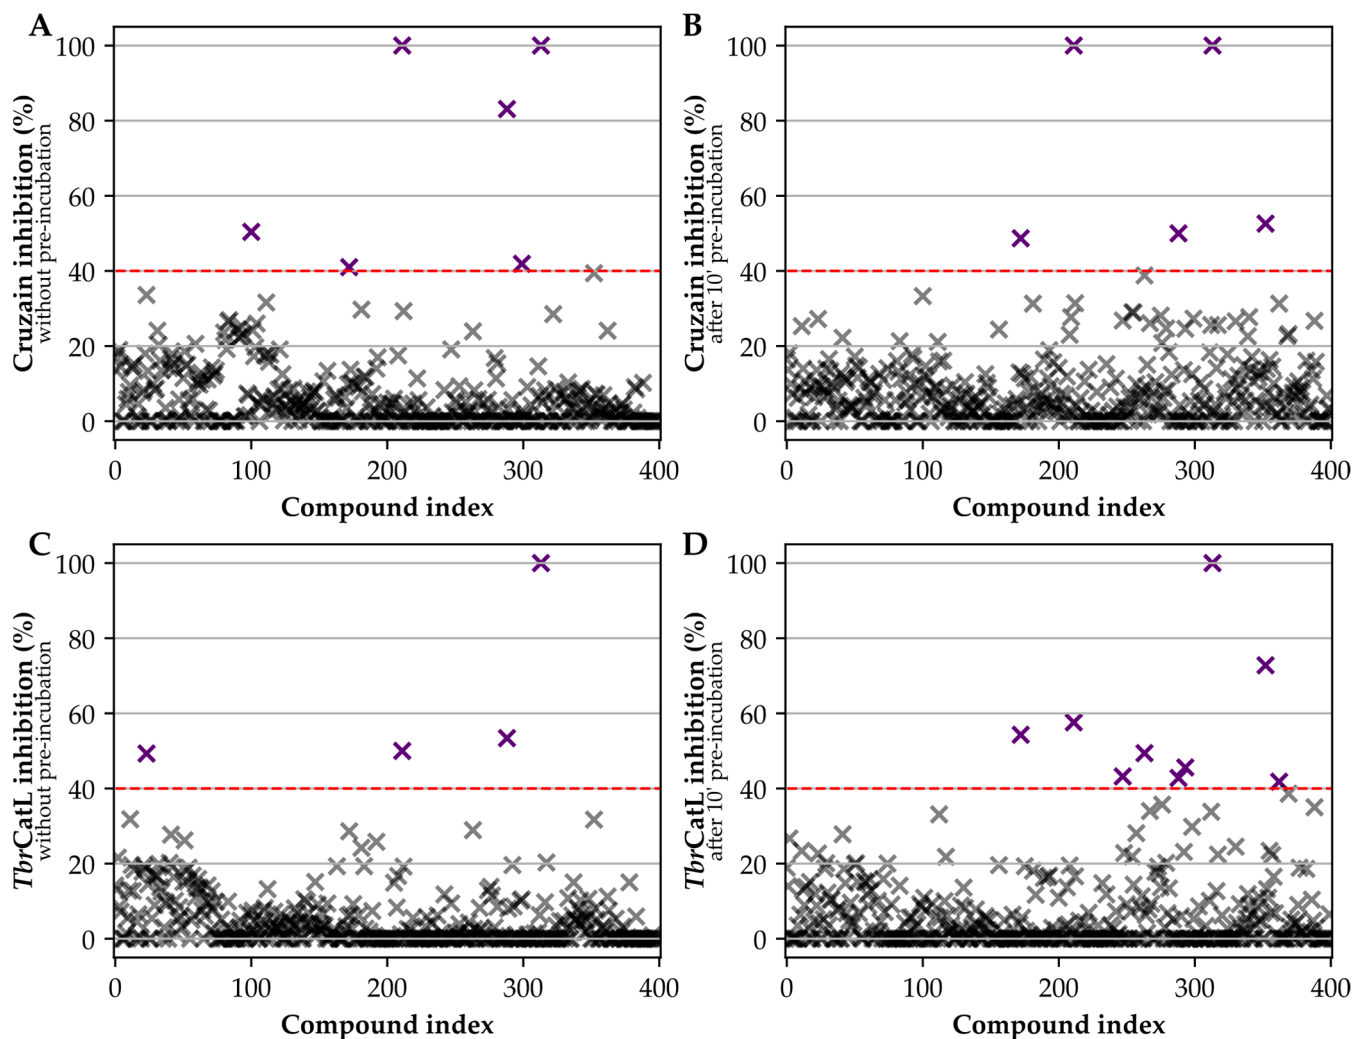 A
Cruzain inhibition (%)
without pre-incubation
100
80
60
40
20
0
0 100 200 300 400
Compound index
B
Cruzain inhibition (%)
after 10' pre-incubation
100
80
60
40
20
0
0 100 200 300 400
Compound index
C
TbrCatL inhibition (%)
without pre-incubation
100
80
60
40
20
0
0 100 200 300 400
Compound index
D
TbrCatL inhibition (%)
after 10' pre-incubation
100
80
60
40
20
0
0 100 200 300 400
Compound index